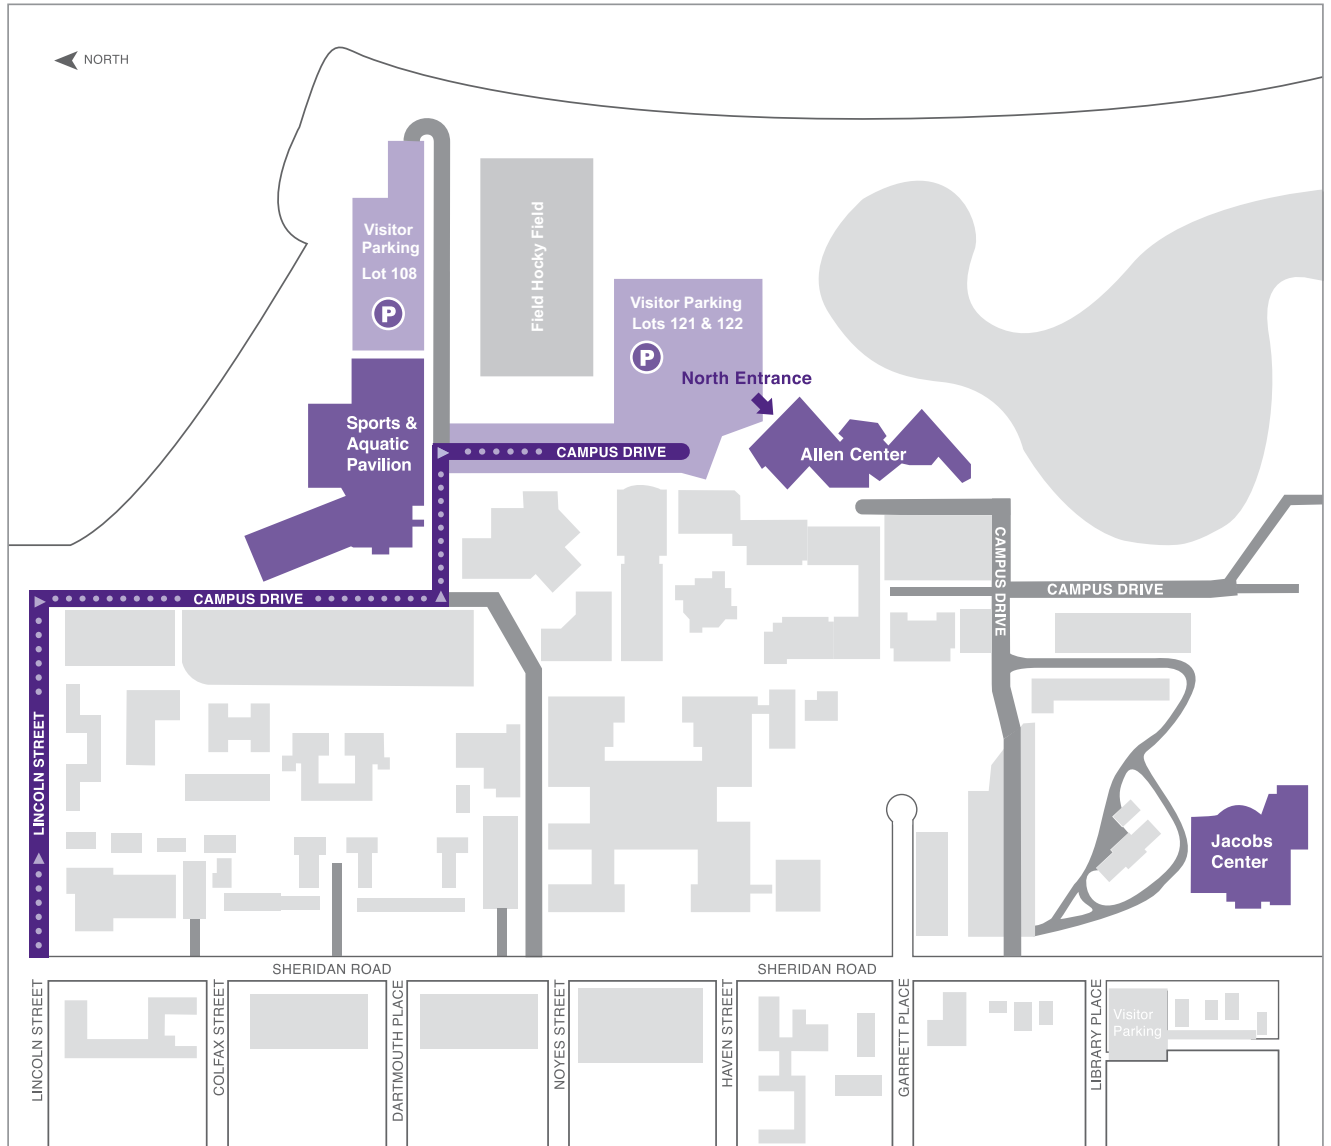 NORTH
Visitor
Parking
Lot 108
P
Field Hocky Field
Visitor Parking
Lots 121 & 122
P
North Entrance
Sports &
Aquatic
Pavilion
CAMPUS DRIVE
Allen Center
CAMPUS DRIVE
CAMPUS DRIVE
CAMPUS DRIVE
LINCOLN STREET
Jacobs
Center
SHERIDAN ROAD
SHERIDAN ROAD
LINCOLN STREET
COLFAX STREET
DARTMOUTH PLACE
NOYES STREET
HAVEN STREET
GARRETT PLACE
LIBRARY PLACE
Visitor
Parking